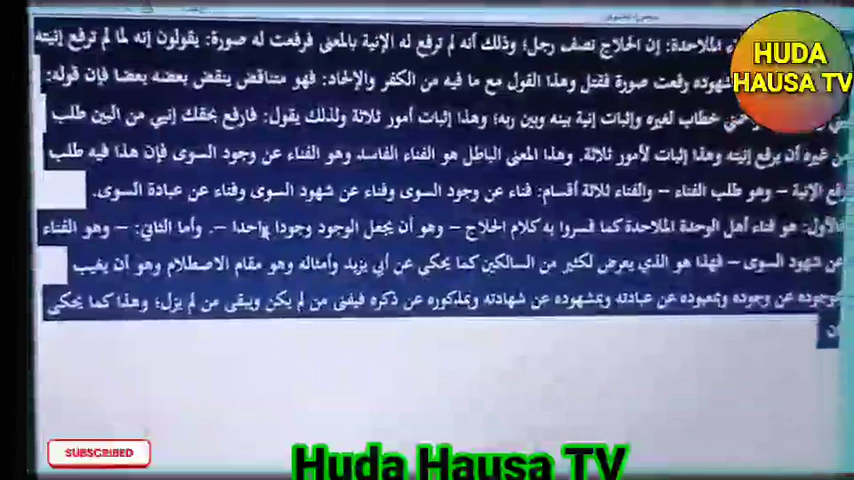 الملاحدة: إن الحلاج نصف رجل؛ وذلك أنه لم ترفع له الإنية بالمعنى فرفعت له صورة: يقولون إنه لما لم ترفع إنيته
شهوده رفعت صورة فقتل وهذا القول مع ما فيه من الكفر والإلحاد: فهو متناقض ينقض بعضه بعضا فإن قوله:
خطاب لغيره وإثبات إنية بينه وبين ربه؛ وهذا إثبات أمور ثلاثة ولذلك يقول: فارفع بحقك إنيي من البين طلب
من غيره أن يرفع إنيته وهذا إثبات لأمور ثلاثة. وهذا المعنى الباطل هو الفناء الفاسد وهو الفناء عن وجود السوى فإن هذا فيه طلب
رفع الإنية – وهو طلب الفناء – والفناء ثلاثة أقسام: فناء عن وجود السوى وفناء عن شهود السوى وفناء عن عبادة السوى.
فالأول: هو فناء أهل الوحدة الملاحدة كما فسروا به كلام الحلاج – وهو أن يجعل الوجود وجودا واحدا –. وأما الثاني: – وهو الفناء
عن شهود السوى – فهذا هو الذي يعرض لكثير من السالكين كما يحكى عن أبي يزيد وأمثاله وهو مقام الاصطلام وهو أن يغيب
بموجوده عن وجوده وبمعبوده عن عبادته وبمشهوده عن شهادته وبمذكوره عن ذكره فيفنى من لم يكن ويبقى من لم يزل؛ وهذا كما يحكى
أن
HUDA
HAUSA TV
SUBSCRIBED
Huda Hausa TV